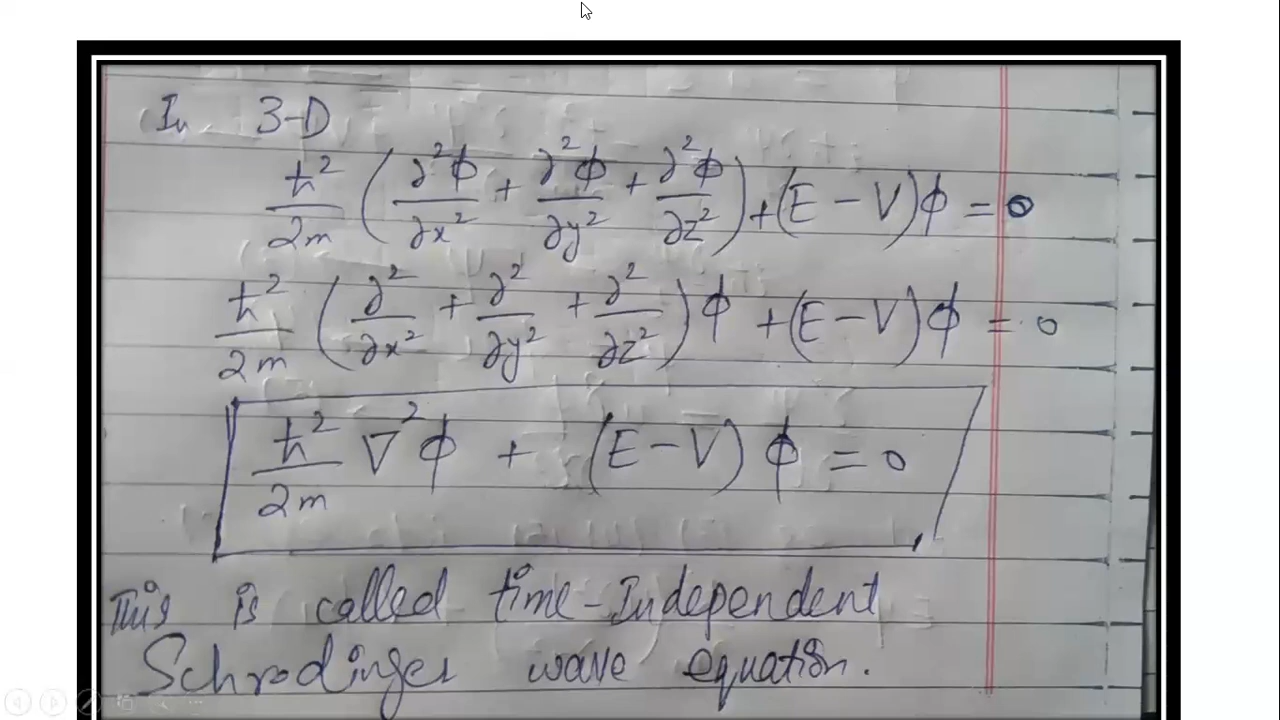 In 3-D
ħ²/2m (∂²ϕ/∂x² + ∂²ϕ/∂y² + ∂²ϕ/∂z²) + (E - V)ϕ = 0
ħ²/2m (∂²/∂x² + ∂²/∂y² + ∂²/∂z²) ϕ + (E - V)ϕ = 0
ħ²/2m ∇²ϕ + (E - V) ϕ = 0
This is called time-Independent
Schrodinger wave equation.